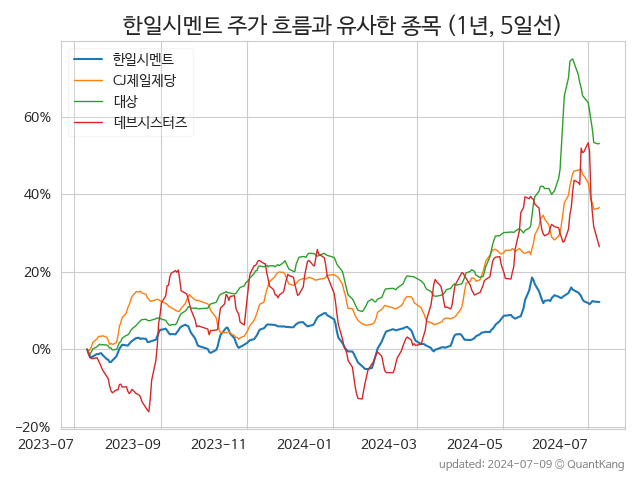 한일시멘트 주가 흐름과 유사한 종목 (1년, 5일선)
한일시멘트
CJ제일제당
대상
데브시스터즈
60%
40%
20%
0%
−20%
2023-07 2023-09 2023-11 2024-01 2024-03 2024-05 2024-07
updated: 2024-07-09 © QuantKang